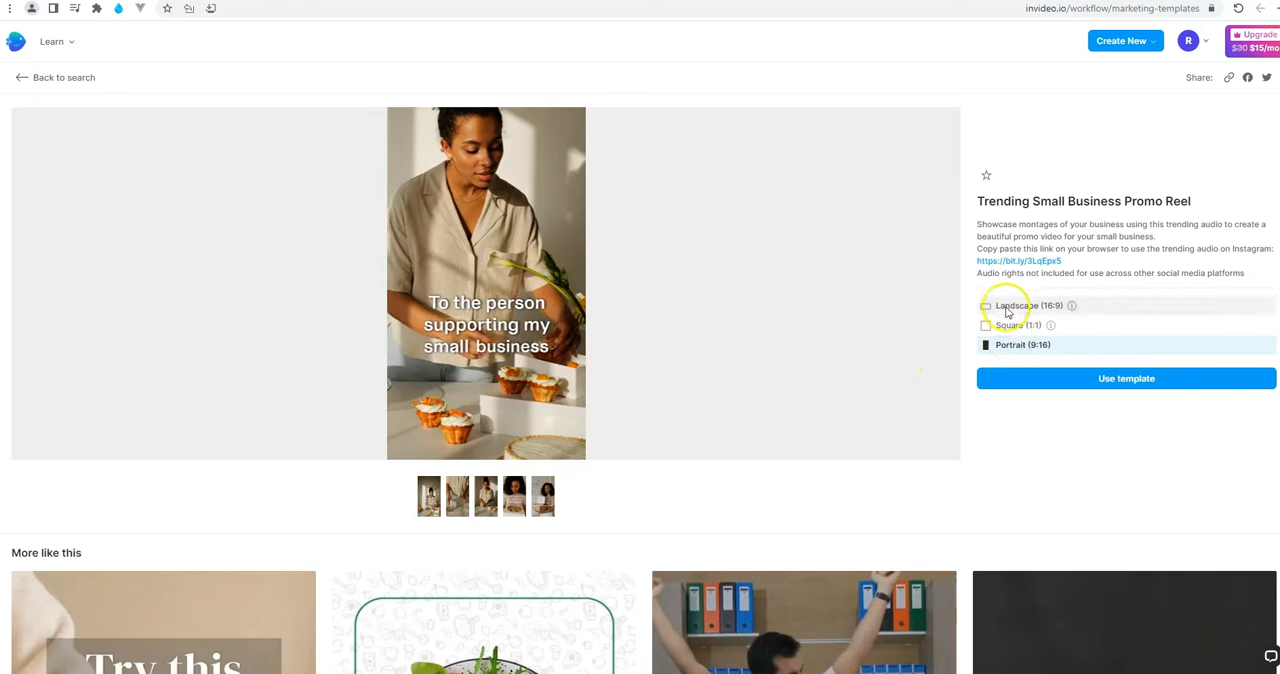 invideo.io/workflow/marketing-templates
Learn
Create New
R
Upgrade
$30 $15/mo
Back to search
Share:
To the person
supporting my
small business
Trending Small Business Promo Reel
Showcase montages of your business using this trending audio to create a
beautiful promo video for your small business.
Copy paste this link on your browser to use the trending audio on Instagram:
https://bit.ly/3LqEpx5
Audio rights not included for use across other social media platforms
Landscape (16:9)
Square (1:1)
Portrait (9:16)
Use template
More like this
Try this